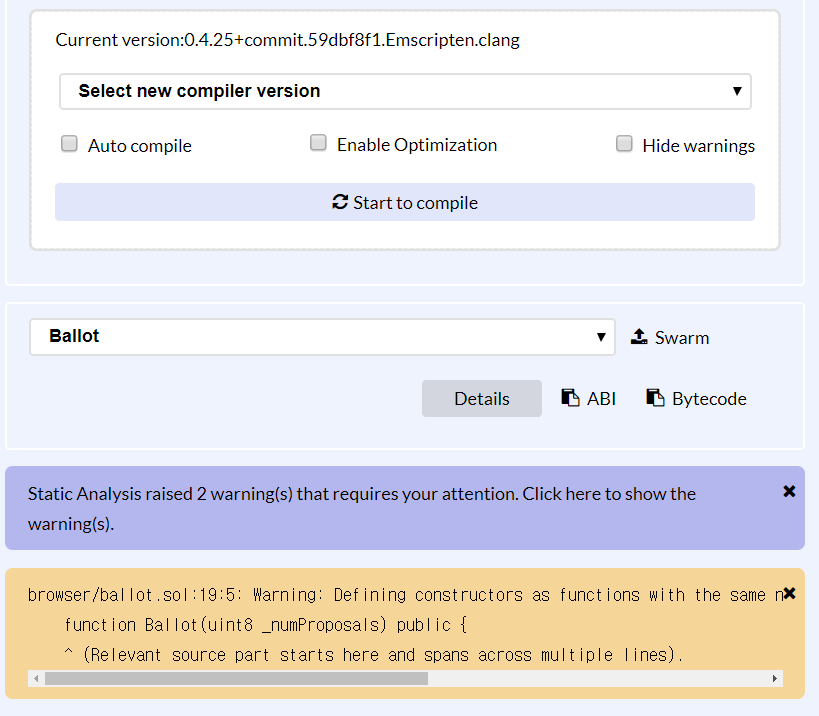 Current version:0.4.25+commit.59dbf8f1.Emscripten.clang
Select new compiler version
Auto compile Enable Optimization Hide warnings
Start to compile
Ballot Swarm
Details ABI Bytecode
Static Analysis raised 2 warning(s) that requires your attention. Click here to show the
warning(s).
browser/ballot.sol:19:5: Warning: Defining constructors as functions with the same n
function Ballot(uint8 _numProposals) public {
^ (Relevant source part starts here and spans across multiple lines).